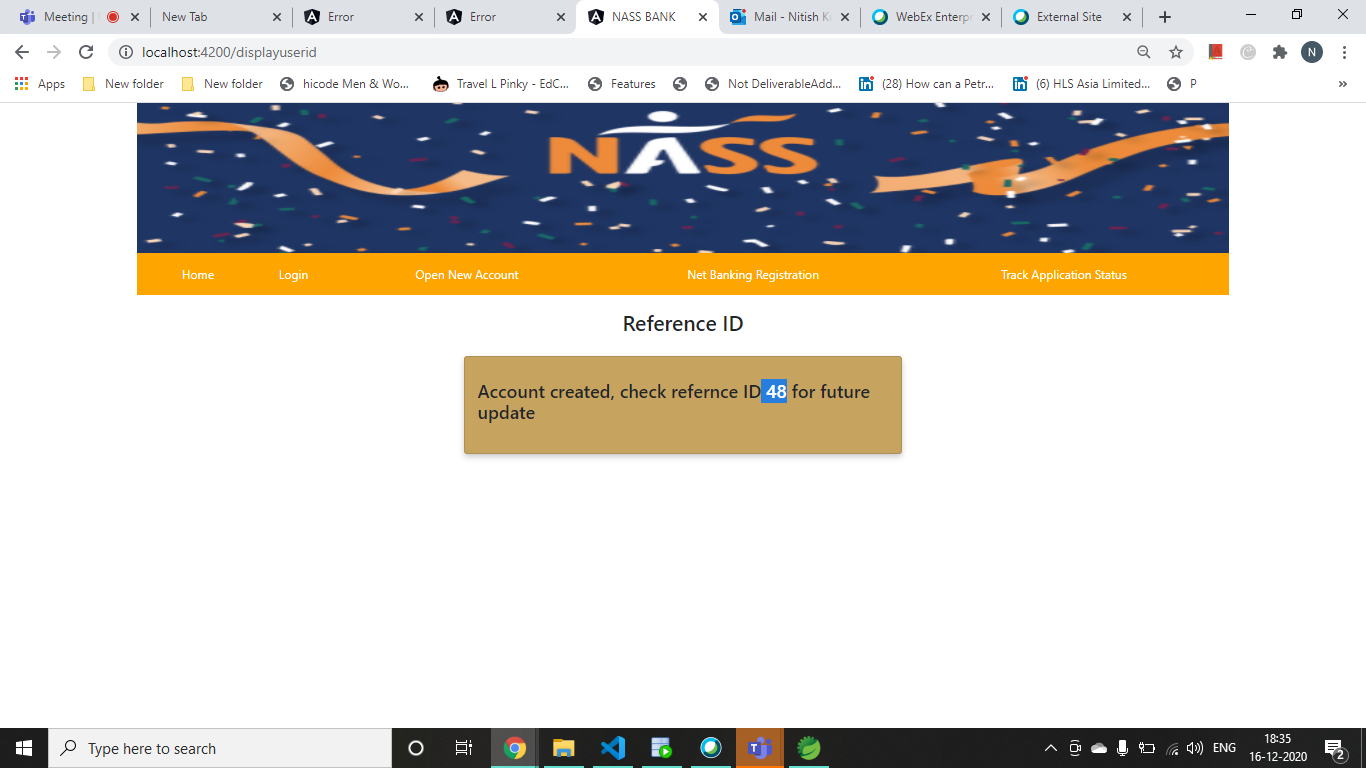 Meeting |
New Tab
Error
Error
NASS BANK
Mail - Nitish K
WebEx Enterpr
External Site
localhost:4200/displayuserid
N
Apps
New folder
New folder
hicode Men & Wo...
Travel L Pinky - EdC...
Features
Not DeliverableAdd...
(28) How can a Petr...
(6) HLS Asia Limited...
P
»
NASS
Home
Login
Open New Account
Net Banking Registration
Track Application Status
Reference ID
Account created, check refernce ID 48 for future
update
Type here to search
ENG
18:35
16-12-2020
2